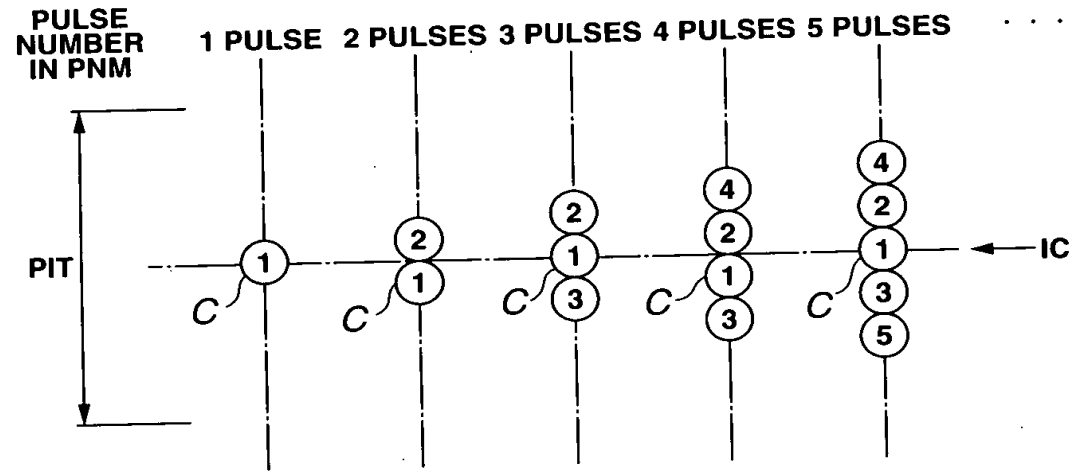 PULSE
NUMBER
IN PNM
1 PULSE 2 PULSES 3 PULSES 4 PULSES 5 PULSES . . .
4
4
2
2
2
2
1
1
1
1
1
IC
PIT
C
C
C
C
C
3
3
3
5